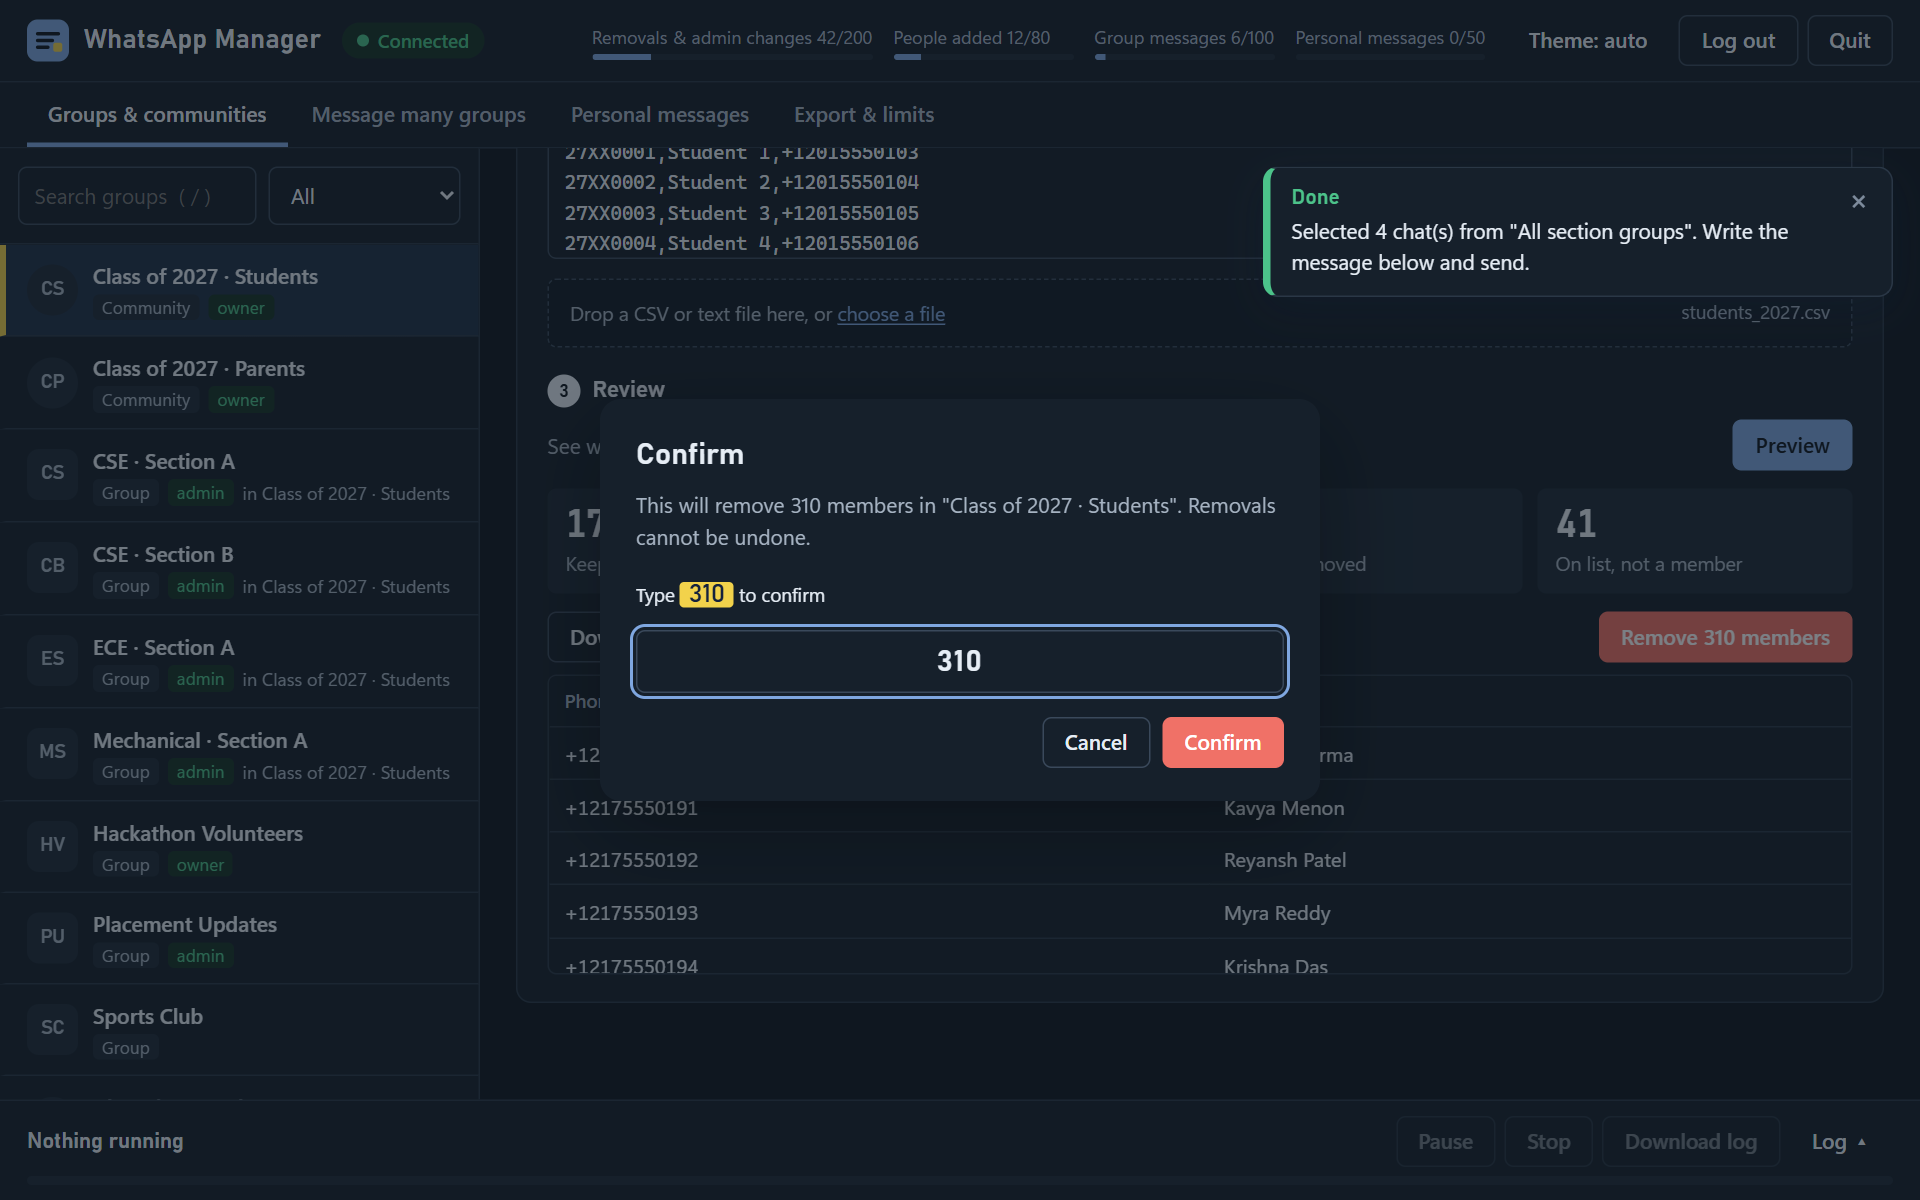 WhatsApp Manager
Connected
Removals & admin changes 42/200
People added 12/80
Group messages 6/100
Personal messages 0/50
Theme: auto
Log out
Quit
Groups & communities
Message many groups
Personal messages
Export & limits
Search groups ( / )
All
CS
Class of 2027 · Students
Community
owner
CP
Class of 2027 · Parents
Community
owner
CS
CSE · Section A
Group
admin
in Class of 2027 · Students
CB
CSE · Section B
Group
admin
in Class of 2027 · Students
ES
ECE · Section A
Group
admin
in Class of 2027 · Students
MS
Mechanical · Section A
Group
admin
in Class of 2027 · Students
HV
Hackathon Volunteers
Group
owner
PU
Placement Updates
Group
admin
SC
Sports Club
Group
27XX0001,Student 1,+12015550103
27XX0002,Student 2,+12015550104
27XX0003,Student 3,+12015550105
27XX0004,Student 4,+12015550106
Drop a CSV or text file here, or choose a file
students_2027.csv
Done
×
Selected 4 chat(s) from "All section groups". Write the
message below and send.
3
Review
See
Preview
41
On list, not a member
Remove 310 members
Confirm
This will remove 310 members in "Class of 2027 · Students". Removals
cannot be undone.
Type 310 to confirm
310
Cancel
Confirm
+12175550191
Kavya Menon
+12175550192
Reyansh Patel
+12175550193
Myra Reddy
+12175550194
Krishna Das
Nothing running
Pause
Stop
Download log
Log ▲